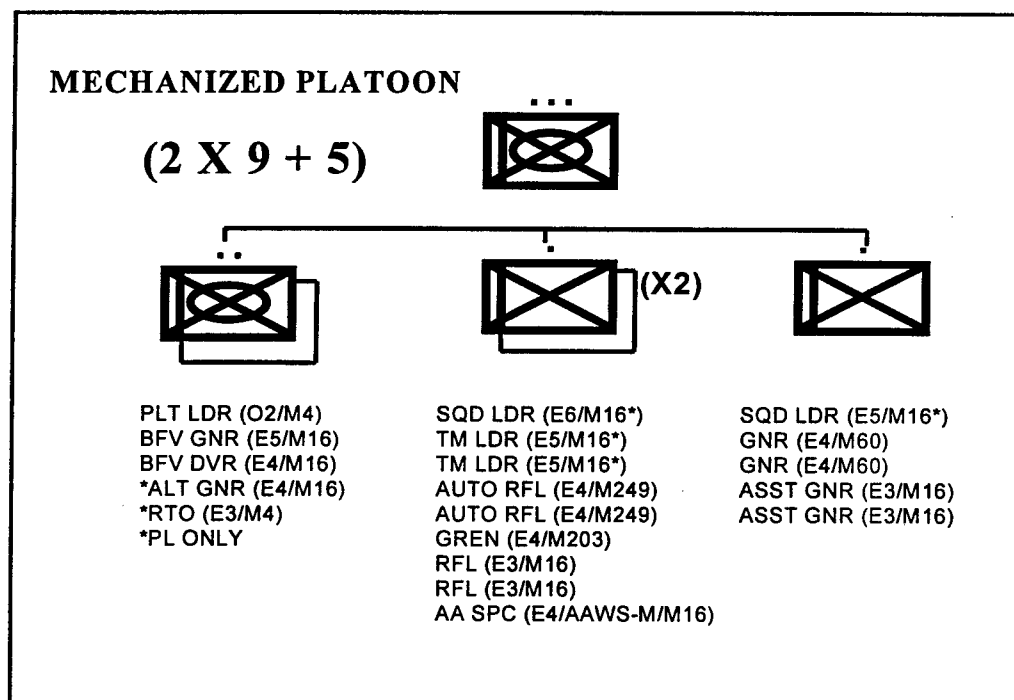 MECHANIZED PLATOON
(2 X 9 + 5)
(X2)
PLT LDR (O2/M4)
BFV GNR (E5/M16)
BFV DVR (E4/M16)
*ALT GNR (E4/M16)
*RTO (E3/M4)
*PL ONLY
SQD LDR (E6/M16*)
TM LDR (E5/M16*)
TM LDR (E5/M16*)
AUTO RFL (E4/M249)
AUTO RFL (E4/M249)
GREN (E4/M203)
RFL (E3/M16)
RFL (E3/M16)
AA SPC (E4/AAWS-M/M16)
SQD LDR (E5/M16*)
GNR (E4/M60)
GNR (E4/M60)
ASST GNR (E3/M16)
ASST GNR (E3/M16)